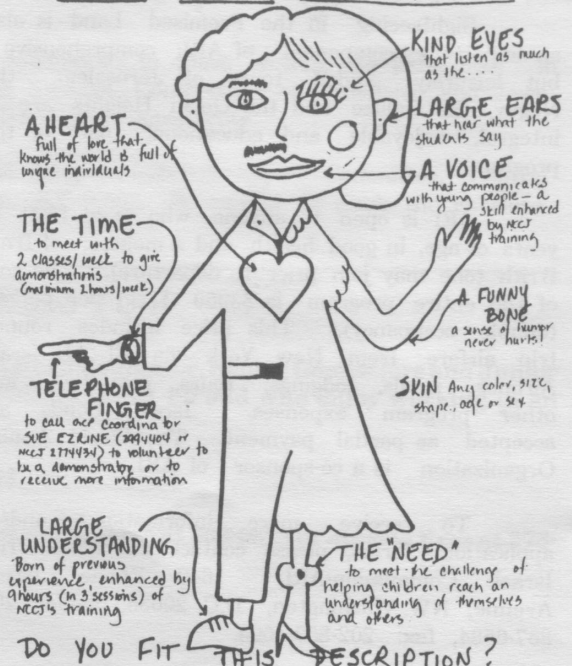 KIND EYES
that listen as much
as the....
LARGE EARS
that hear what the
students say
A HEART
full of love that
knows the world is full of
unique individuals
A VOICE
that communicates
with young people – a
skill enhanced
by NCCJ
training
THE TIME
to meet with
2 classes/week to give
demonstrations
(maximum 2 hours/week)
A FUNNY
BONE
a sense of humor
never hurts!
SKIN Any color, size,
shape, age or sex
TELEPHONE
FINGER
to call our coordinator
SUE EZRINE (2994404 or
NCCJ 2774434) to volunteer to
be a demonstrator or to
receive more information
LARGE
UNDERSTANDING
Born of previous
experience, enhanced by
9 hours (in 3 sessions) of
NCCJ's training
THE "NEED"
to meet the challenge of
helping children reach an
understanding of themselves
and others
DO YOU FIT THIS DESCRIPTION?